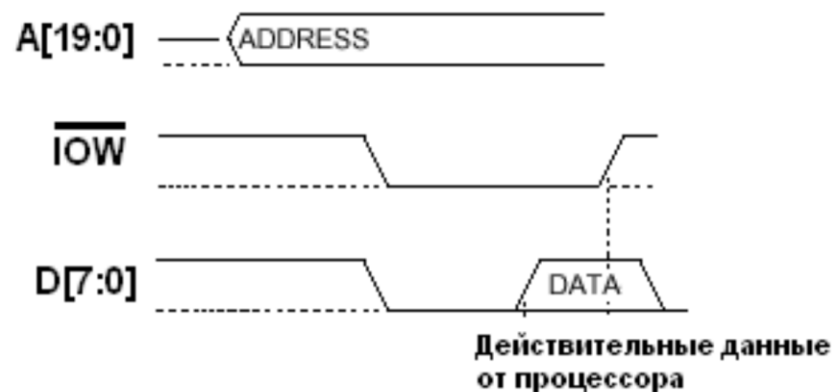 A[19:0]
ADDRESS
IOW
D[7:0]
DATA
Действительные данные
от процессора